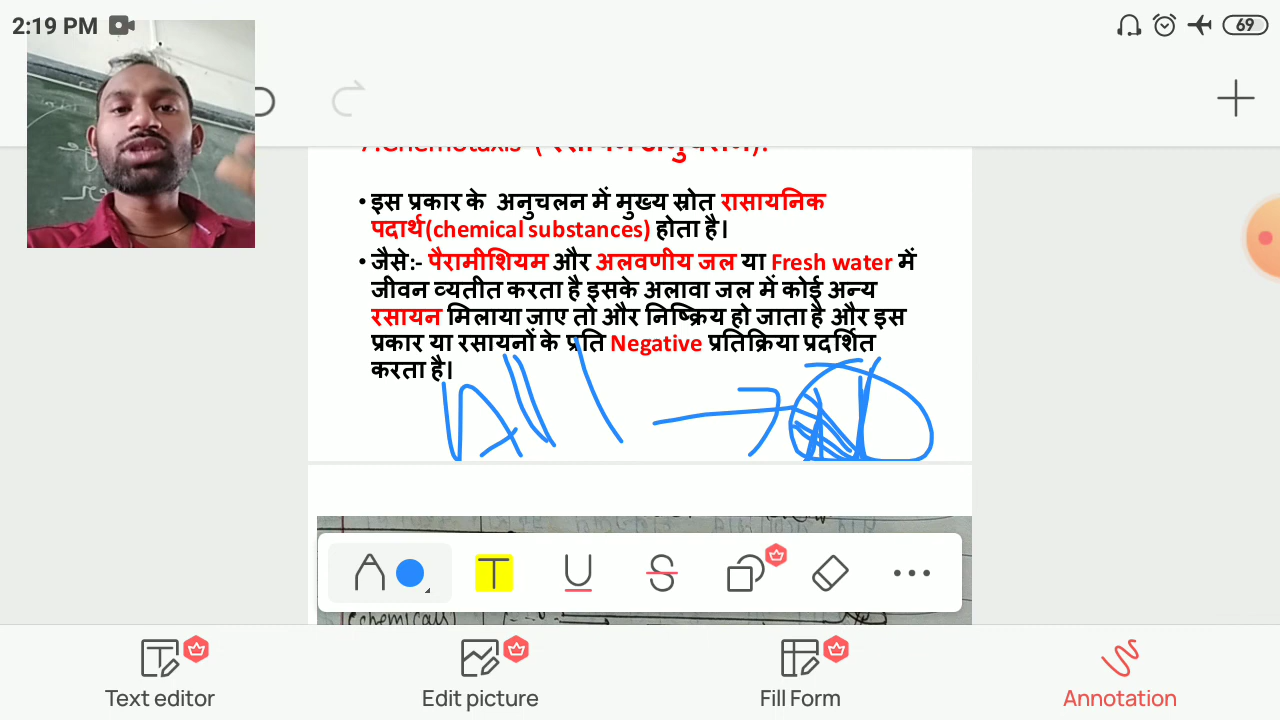 2:19 PM
69
Chemotaxis
• इस प्रकार के अनुचलन में मुख्य स्रोत रासायनिक
पदार्थ(chemical substances) होता है।
• जैसे:- पैरामीशियम और अलवणीय जल या Fresh water में
जीवन व्यतीत करता है इसके अलावा जल में कोई अन्य
रसायन मिलाया जाए तो और निष्क्रिय हो जाता है और इस
प्रकार या रसायनों के प्रति Negative प्रतिक्रिया प्रदर्शित
करता है।
(chemicals)
Text editor
Edit picture
Fill Form
Annotation